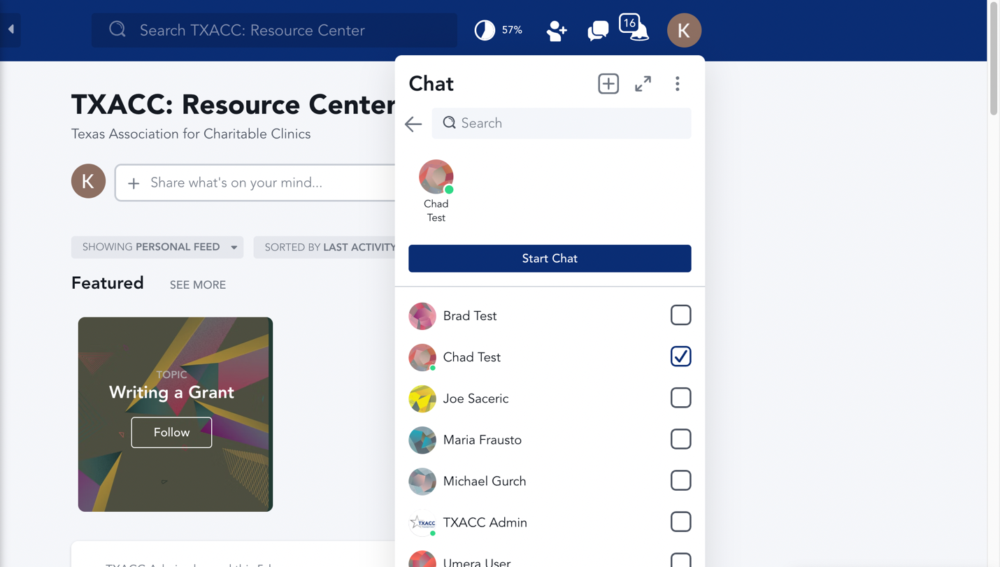 Search TXACC: Resource Center
57%
16
K
TXACC: Resource Center
Texas Association for Charitable Clinics
K
Share what's on your mind...
SHOWING PERSONAL FEED
SORTED BY LAST ACTIVITY
Featured
SEE MORE
TOPIC
Writing a Grant
Follow
Chat
Search
Chad
Test
Start Chat
Brad Test
Chad Test
Joe Saceric
Maria Frausto
Michael Gurch
TXACC
TXACC Admin
Umera User